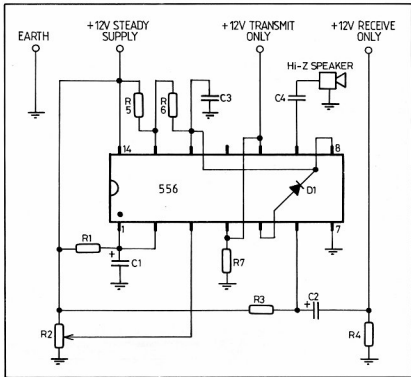 EARTH
+12V STEADY
SUPPLY
+12V TRANSMIT
ONLY
+12V RECEIVE
ONLY
Hi-Z SPEAKER
R
5
R
6
C3
C4
14
8
556
D1
1
7
R1
+
C1
R7
R2
R3
+
C2
R4